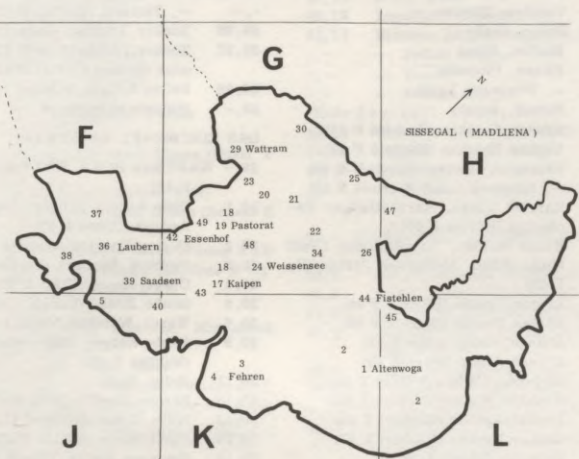 G
N
SISSEGAL (MADLIENA)
30
F
H
29 Wattram
23
25
20
21
47
37
18
49
19 Pastorat
42
Essenhof
22
36 Laubern
48
34
26
38
18
24 Weissensee
39 Saadsen
17 Kaipen
43
44 Fistehlen
5
40
45
2
3
1 Altenwoga
4
Fehren
2
J
K
L